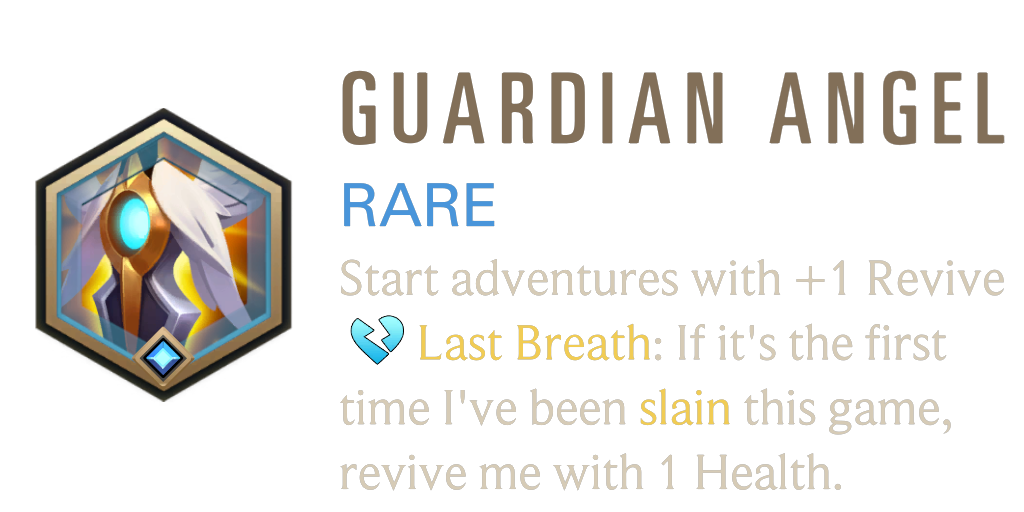 GUARDIAN ANGEL
RARE
Start adventures with +1 Revive
Last Breath: If it's the first
time I've been slain this game,
revive me with 1 Health.